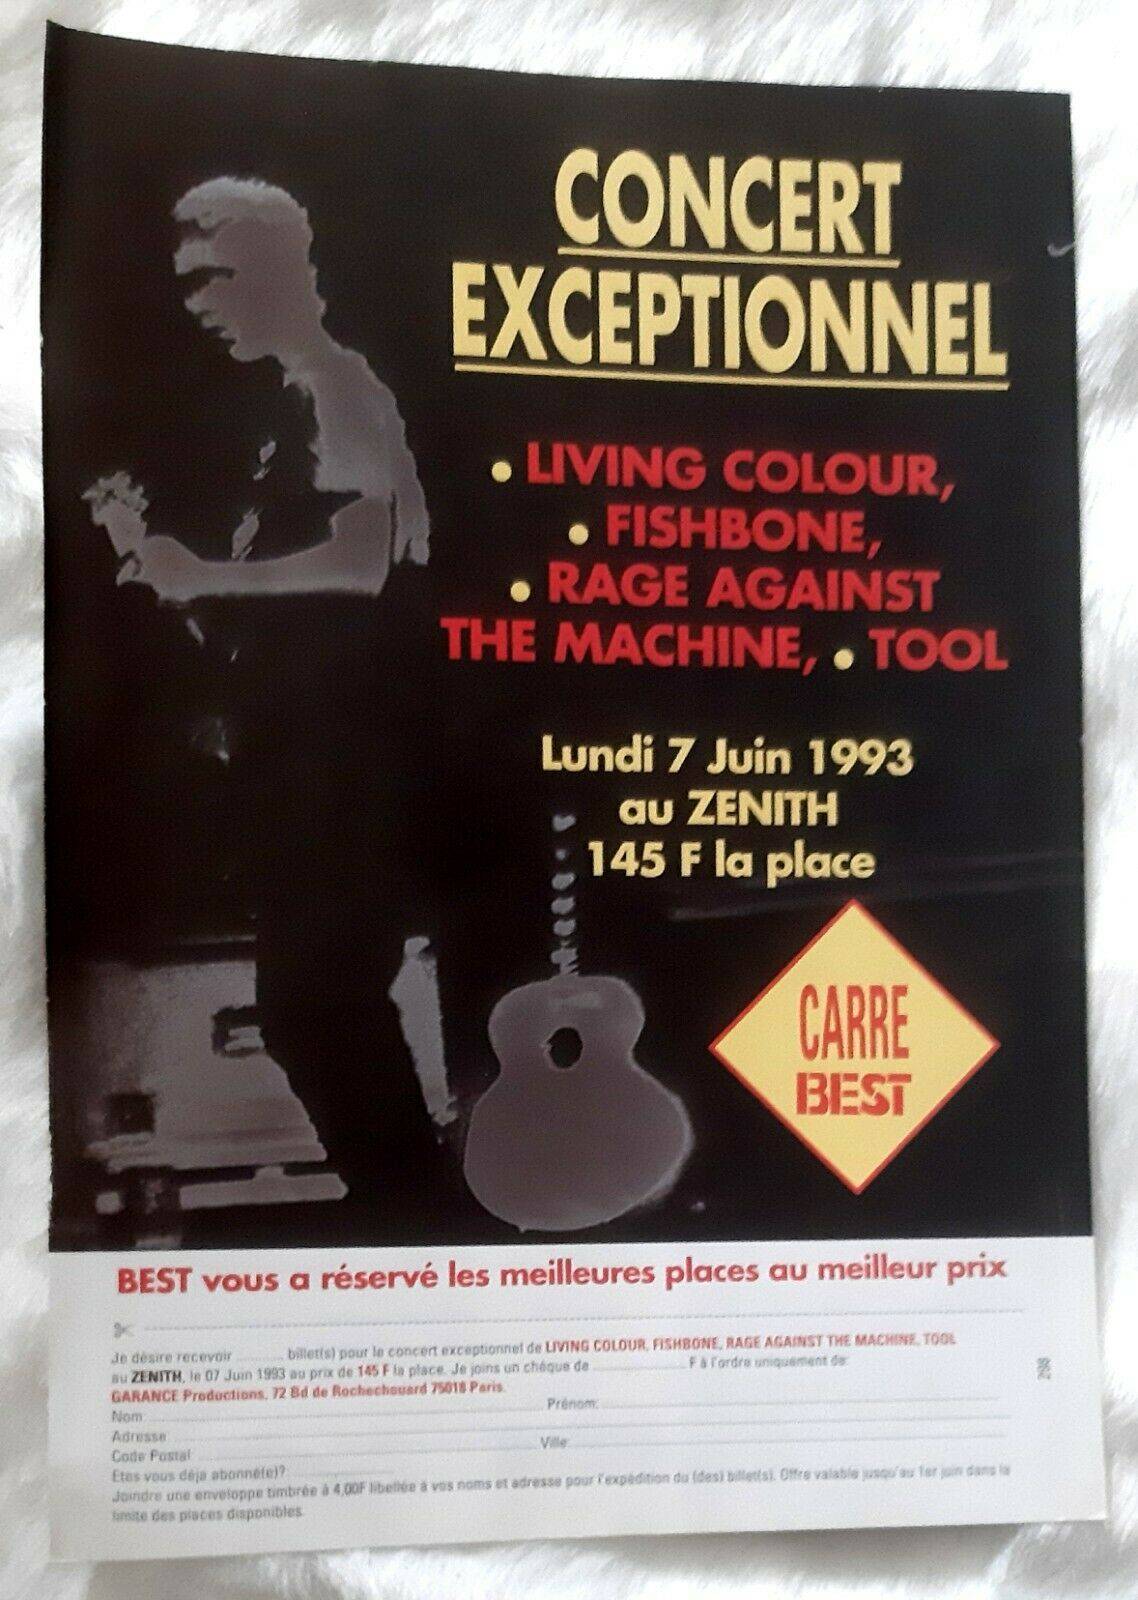 CONCERT
EXCEPTIONNEL
• LIVING COLOUR,
• FISHBONE,
• RAGE AGAINST
THE MACHINE, • TOOL
Lundi 7 Juin 1993
au ZENITH
145 F la place
CARRE
BEST
BEST vous a réservé les meilleures places au meilleur prix
Je désire recevoir ............ billet(s) pour le concert exceptionnel de LIVING COLOUR, FISHBONE, RAGE AGAINST THE MACHINE, TOOL
au ZENITH, le 07 Juin 1993 au prix de 145 F la place. Je joins un chèque de ........................ F à l'ordre uniquement de:
GARANCE Productions, 72 Bd de Rochechouard 75018 Paris.
Nom ........................ Prénom: ........................
Adresse ........................
Code Postal ........................ Ville: ........................
Etes vous déja abonné(e)? ........................
Joindre une enveloppe timbrée à 4,00F libellée à vos noms et adresse pour l'expédition du (des) billet(s). Offre valable jusqu'au 1er juin dans la
limite des places disponibles.